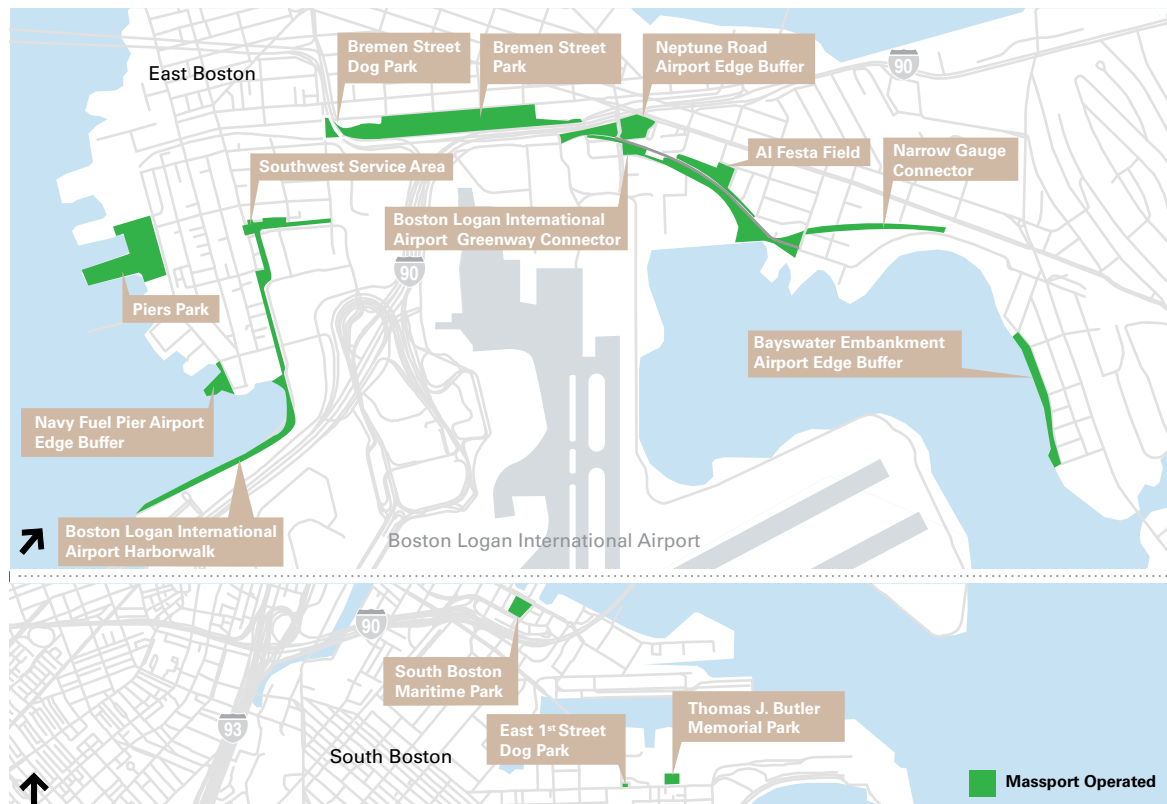 East Boston
Bremen Street
Dog Park
Bremen Street
Park
Neptune Road
Airport Edge Buffer
90
Southwest Service Area
Al Festa Field
Narrow Gauge
Connector
Boston Logan International
Airport  Greenway Connector
90
Piers Park
Bayswater Embankment
Airport Edge Buffer
Navy Fuel Pier Airport
Edge Buffer
Boston Logan International
Airport Harborwalk
Boston Logan International Airport
90
South Boston
Maritime Park
93
East 1st Street
Dog Park
Thomas J. Butler
Memorial Park
South Boston
Massport Operated